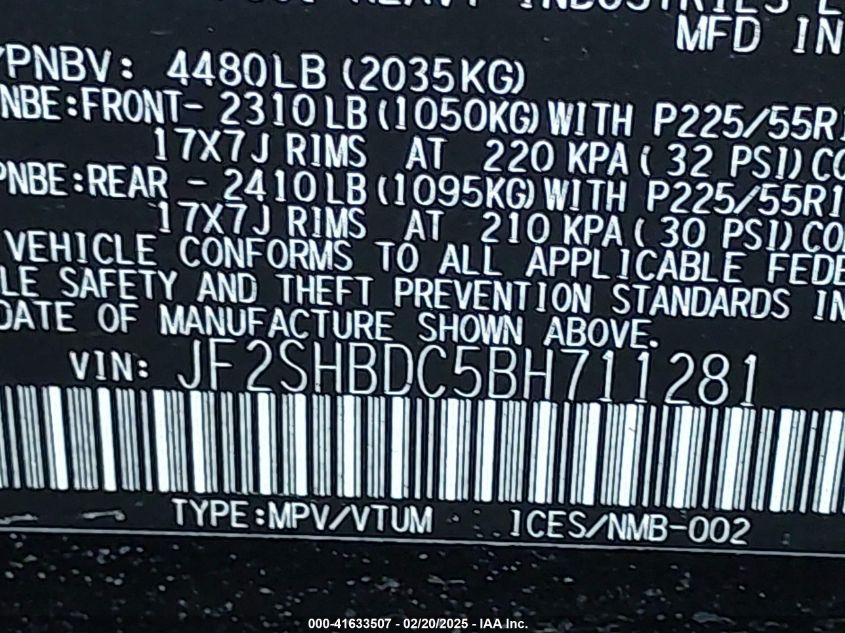 HEAVY INDUSTRIES L
MFD IN
/PNBV: 4480LB (2035KG)
NBE:FRONT- 2310LB(1050KG)WITH P225/55R1
17X7J RIMS AT 220 KPA( 32 PSI)CO
PNBE:REAR - 2410LB(1095KG)WITH P225/55R1
17X7J RIMS AT 210 KPA( 30 PSI)CO
VEHICLE CONFORMS TO ALL APPLICABLE FEDE
LE SAFETY AND THEFT PREVENTION STANDARDS IN
DATE OF MANUFACTURE SHOWN ABOVE.
VIN: JF2SHBDC5BH711281
TYPE:MPV/VTUM ICES/NMB-002
000-41633507 - 02/20/2025 - IAA Inc.